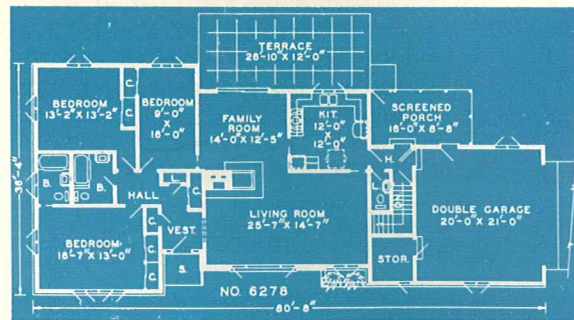 TERRACE
26'-10" X 12'-0"
BEDROOM
13'-2" X 13'-2"
C.
C.
BEDROOM
9'-0"
X
16'-0"
FAMILY
ROOM
14'-0" X 12'-5"
KIT.
12'-0"
X
12'-0"
SCREENED
PORCH
16'-0" X 8'-8"
H.
36'-4"
B.
B.
HALL
L.
C.
L.
LIVING ROOM
25'-7" X 14'-7"
DOUBLE GARAGE
20'-0" X 21'-0"
BEDROOM
16'-7" X 13'-0"
C.
C.
C.
VEST.
S.
STOR.
NO. 6278
80'-8"